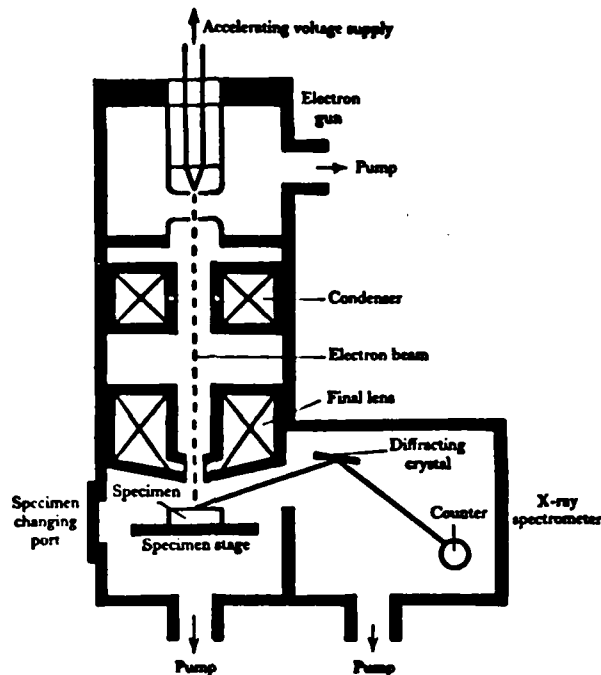 Accelerating voltage supply
Electron
gun
Pump
Condenser
Electron beam
Final lens
Diffracting
crystal
Specimen
Specimen
changing
port
Specimen stage
Counter
X-ray
spectrometer
Pump
Pump